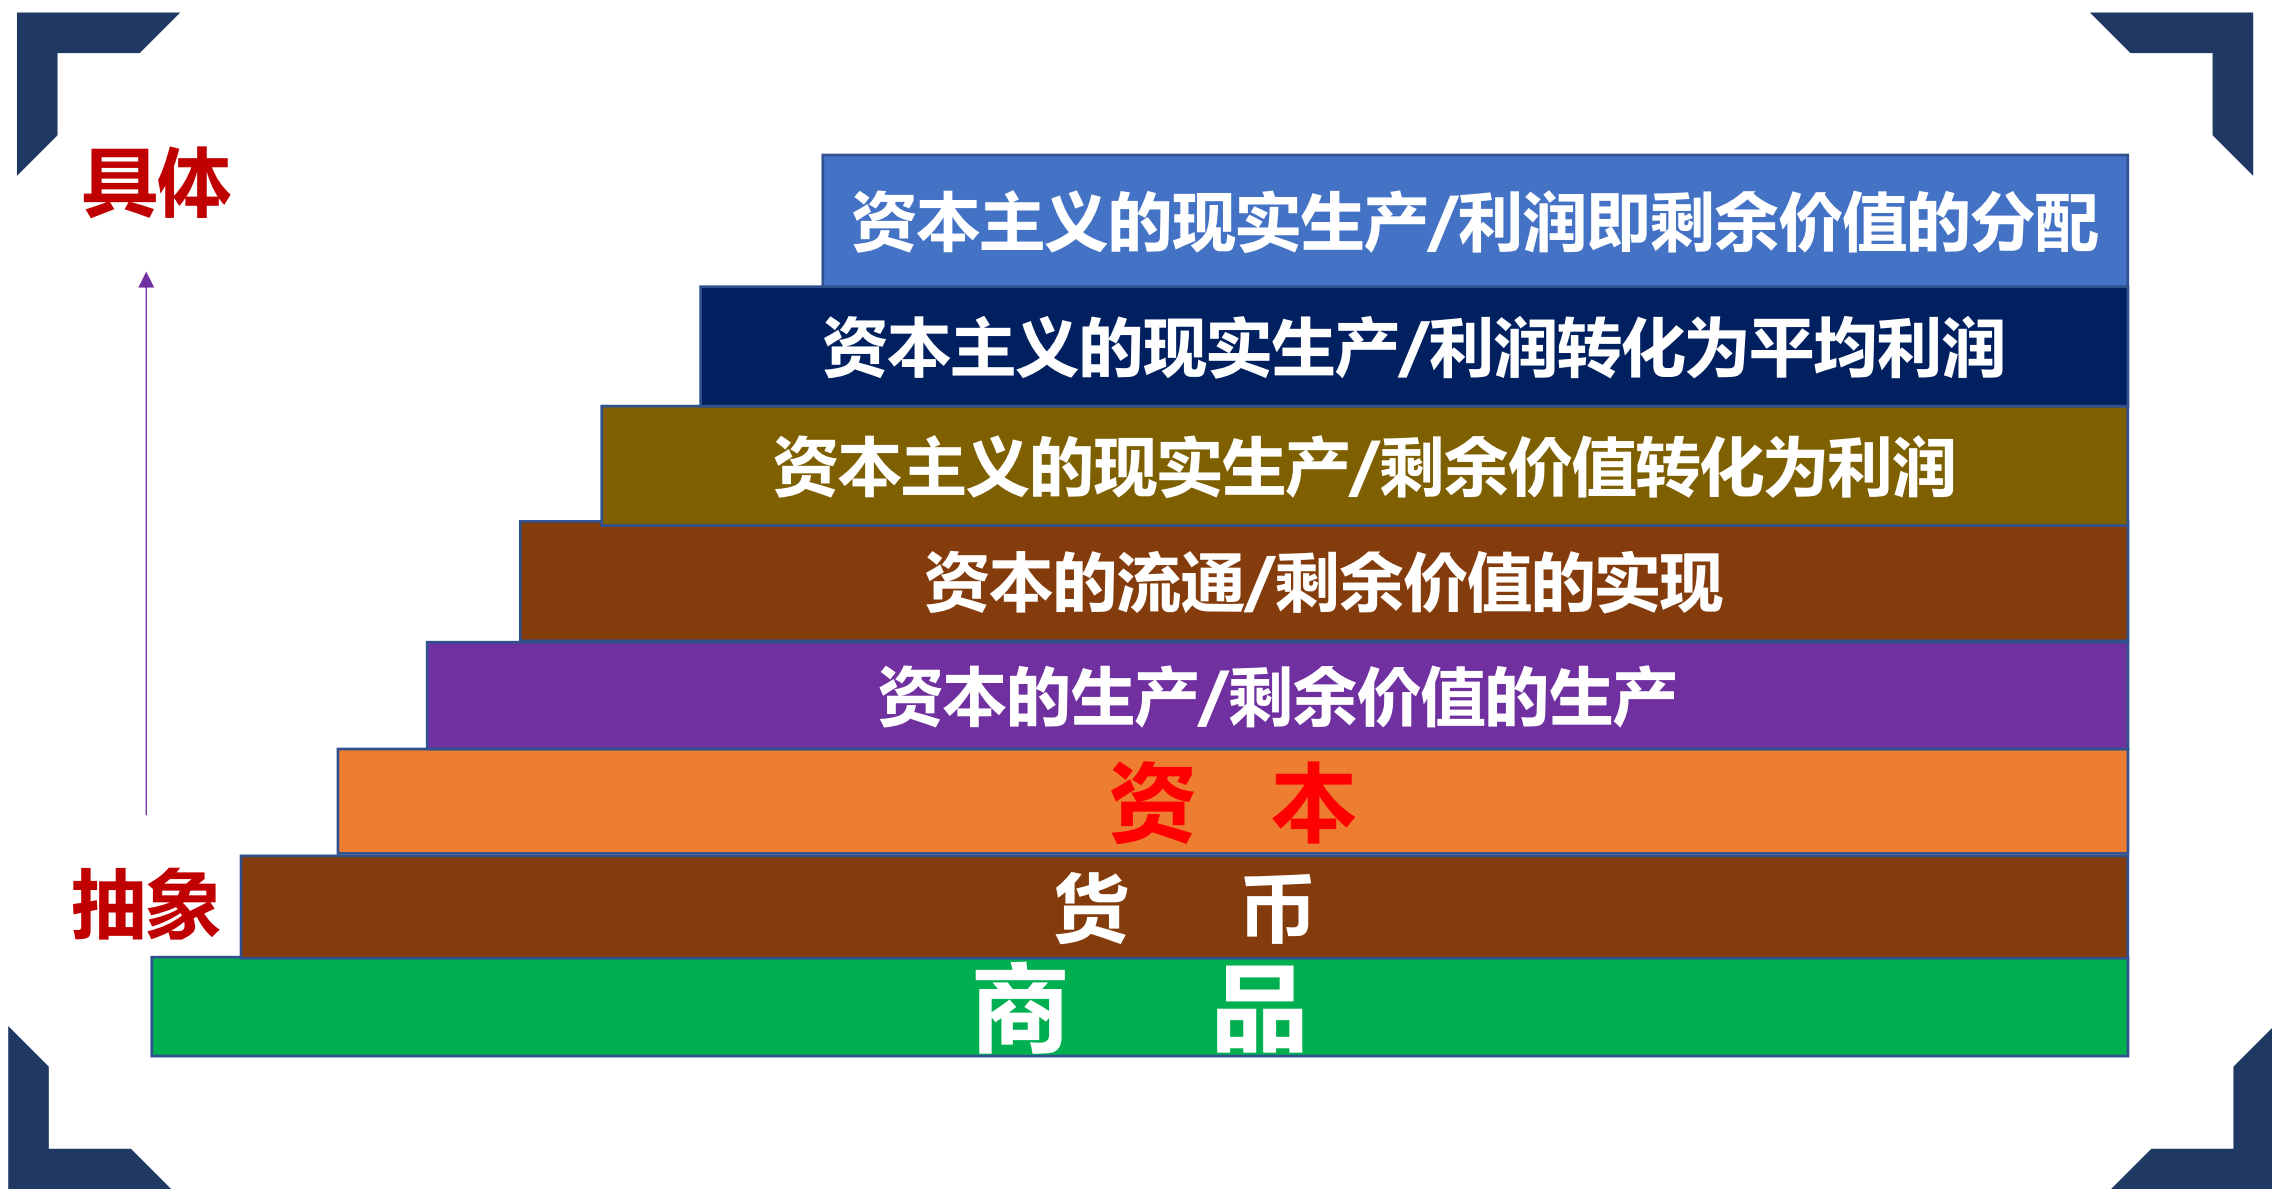 具体
资本主义的现实生产/利润即剩余价值的分配
资本主义的现实生产/利润转化为平均利润
资本主义的现实生产/剩余价值转化为利润
资本的流通/剩余价值的实现
资本的生产/剩余价值的生产
资 本
抽象
货 币
商 品